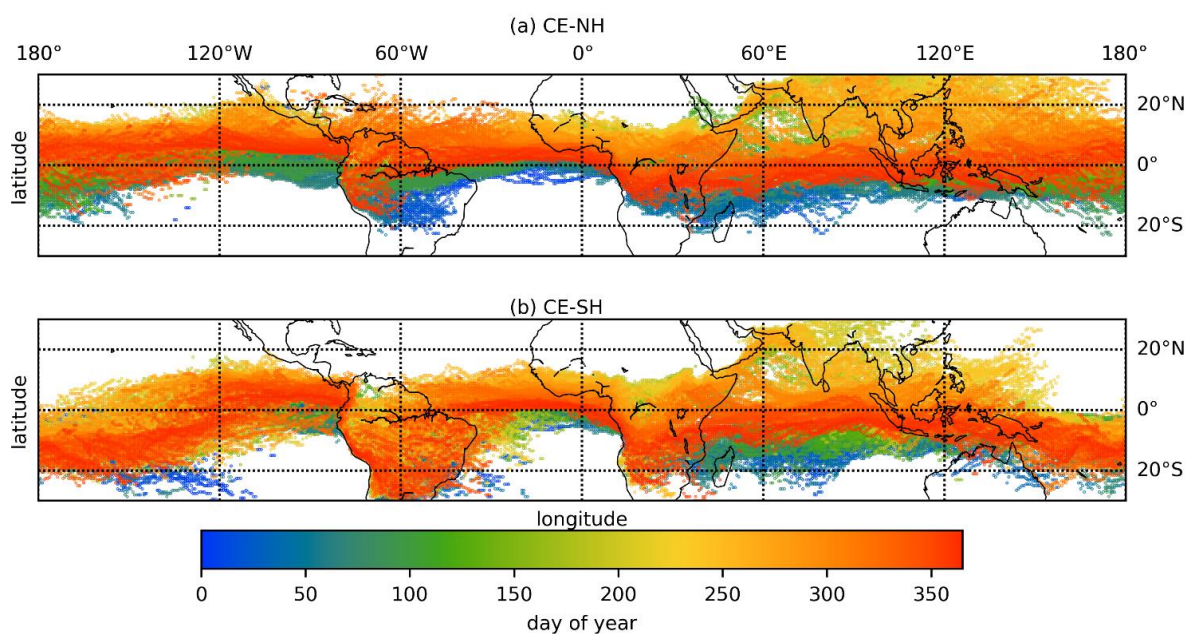 (a) CE-NH
180° 120°W 60°W 0° 60°E 120°E 180°
20°N
0°
20°S
latitude
(b) CE-SH
20°N
0°
20°S
latitude
longitude
0 50 100 150 200 250 300 350
day of year